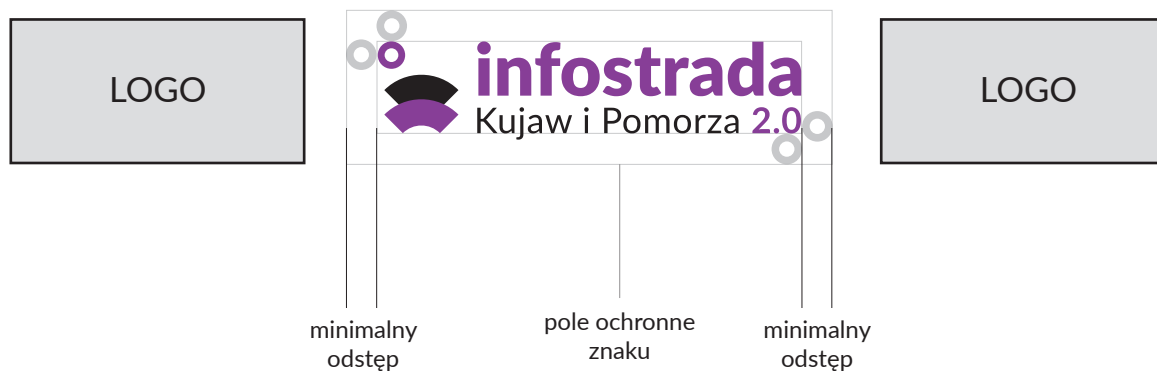 LOGO
infostrada
Kujaw i Pomorza 2.0
LOGO
minimalny
odstęp
pole ochronne
znaku
minimalny
odstęp